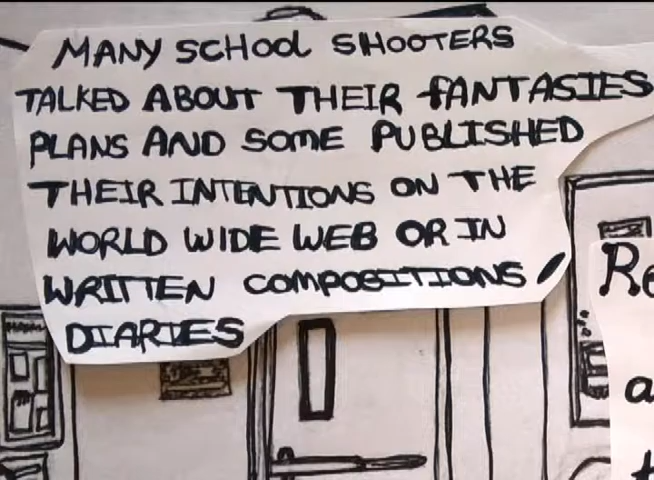 MANY SCHOOL SHOOTERS
TALKED ABOUT THEIR FANTASIES
PLANS AND SOME PUBLISHED
THEIR INTENTIONS ON THE
WORLD WIDE WEB OR IN
WRITTEN COMPOSITIONS /
DIARIES
Re
a
t